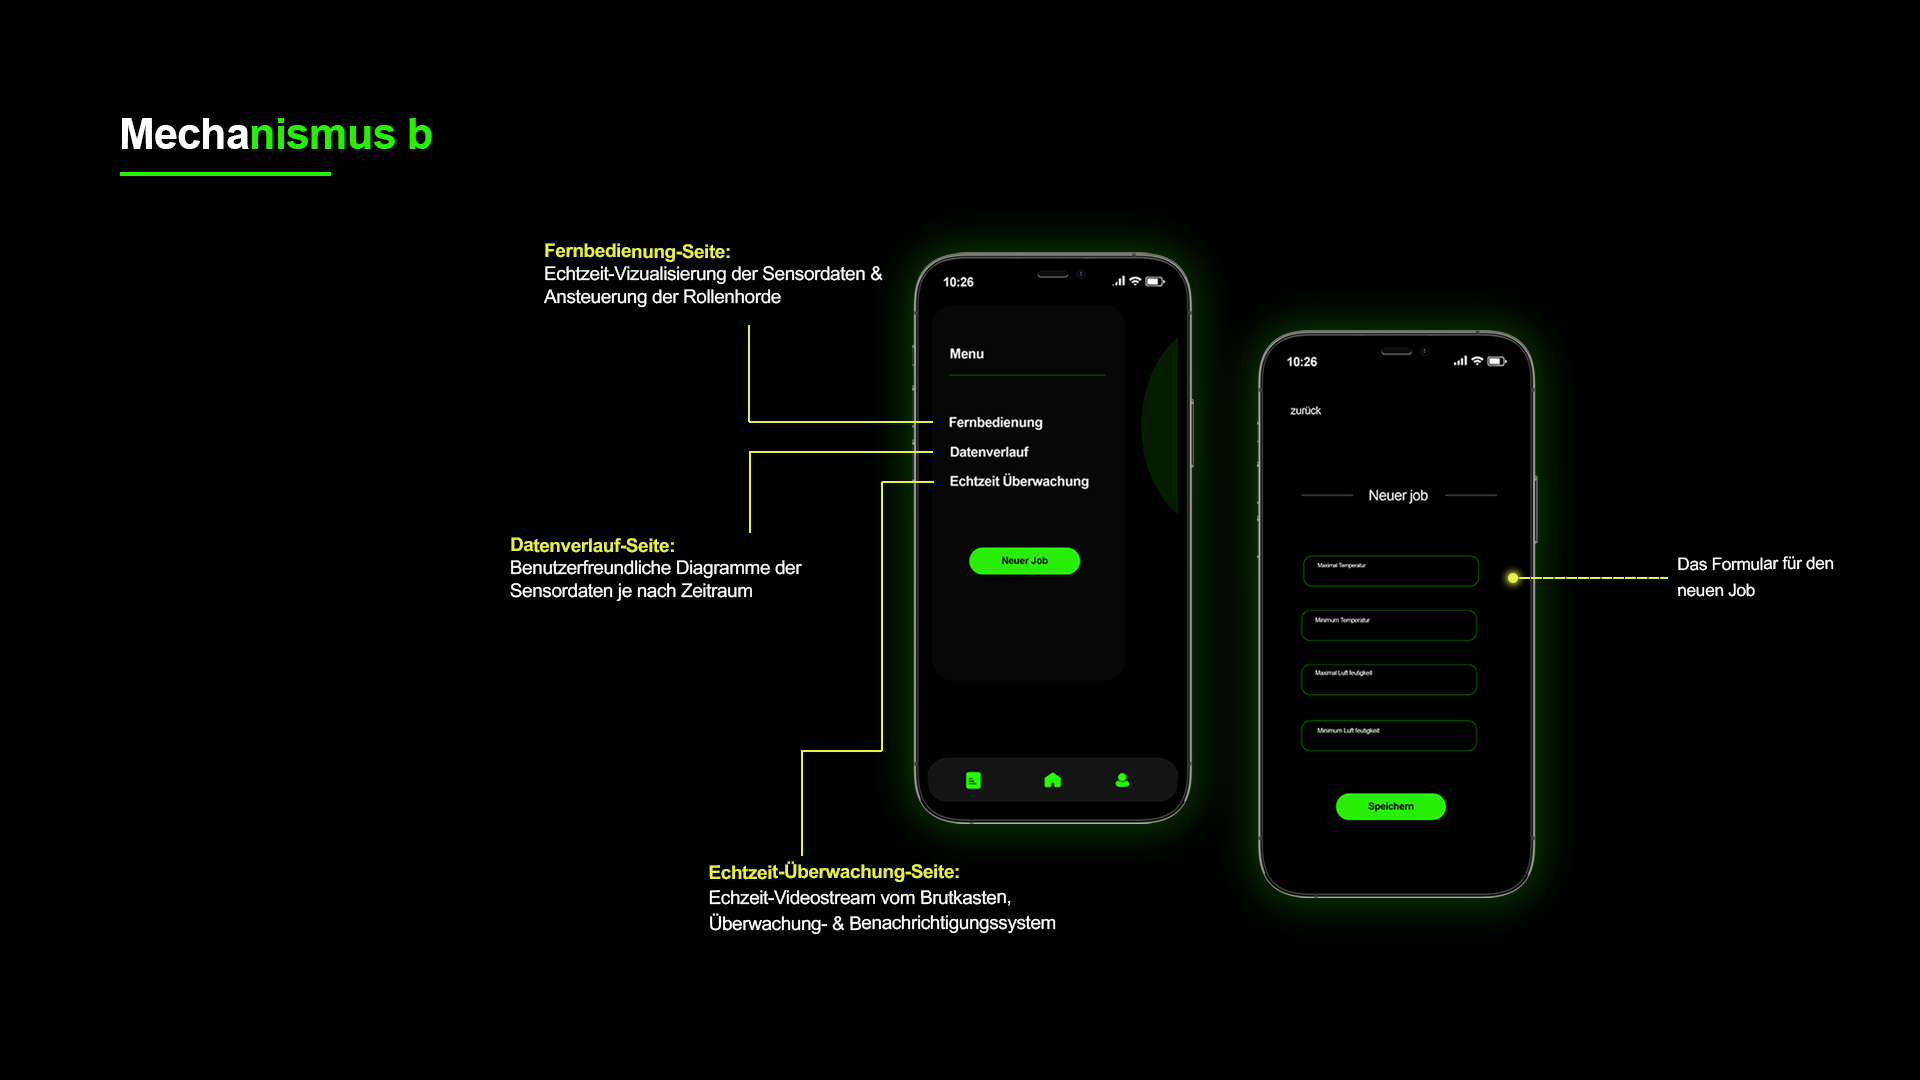 Mechanismus b
Fernbedienung-Seite:
Echtzeit-Vizualisierung der Sensordaten &
Ansteuerung der Rollenhorde
Datenverlauf-Seite:
Benutzerfreundliche Diagramme der
Sensordaten je nach Zeitraum
Echtzeit-Überwachung-Seite:
Echzeit-Videostream vom Brutkasten,
Überwachung- & Benachrichtigungssystem
10:26
Menu
Fernbedienung
Datenverlauf
Echtzeit Überwachung
Neuer Job
10:26
zurück
Neuer job
Maximal Temperatur
Minimum Temperatur
Maximal Luft feutigkeit
Minimum Luft feutigkeit
Speichern
Das Formular für den
neuen Job